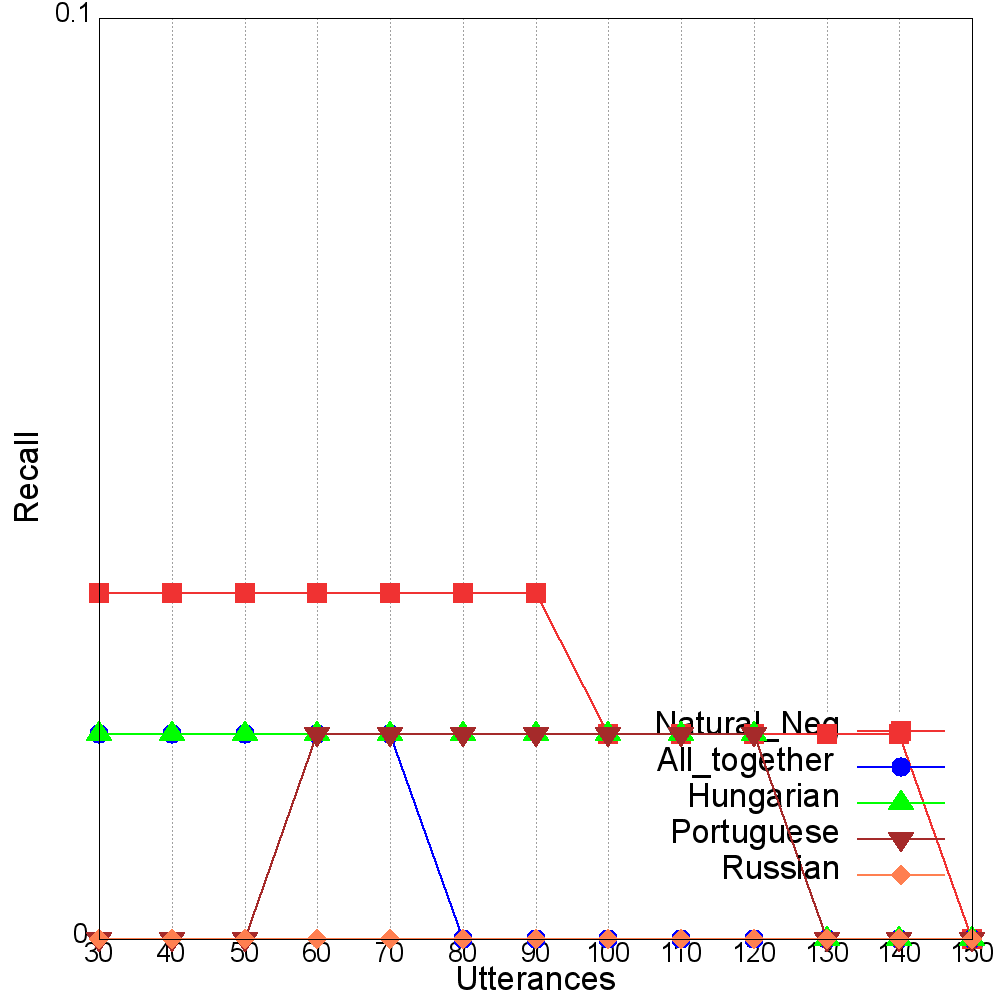 0.1
Recall
Natural_Neg
All_together
Hungarian
Portuguese
Russian
0
30 40 50 60 70 80 90 100 110 120 130 140 150
Utterances